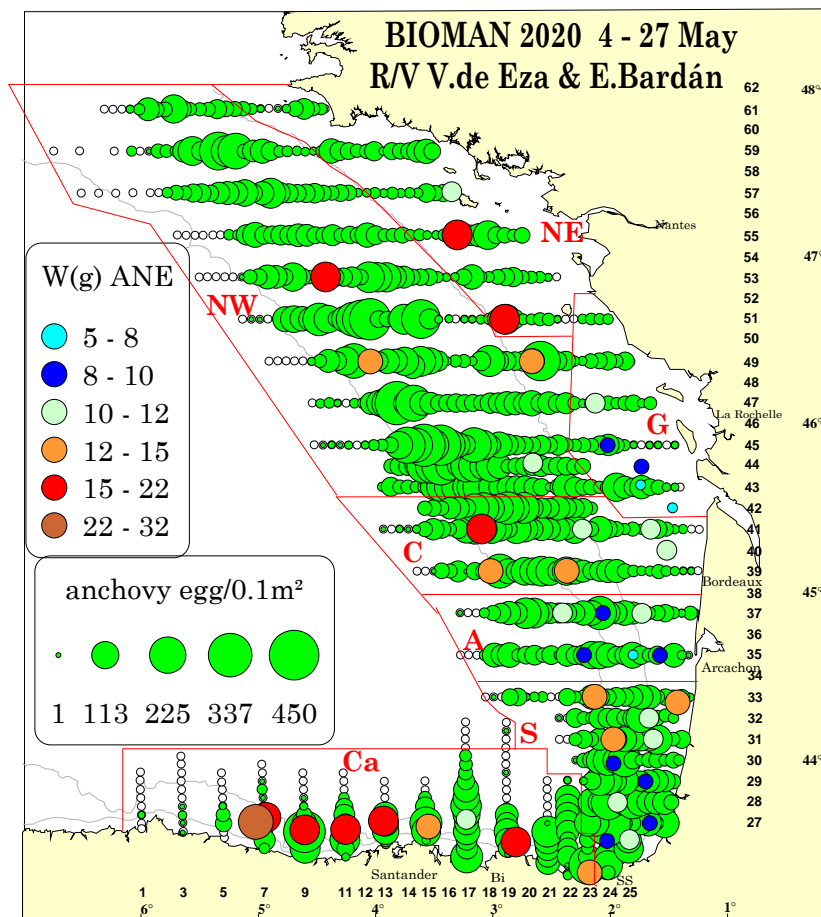 BIOMAN 2020 4 - 27 May
R/V V.de Eza & E.Bardán
62
48°
61
60
59
58
57
56
Nantes
NE
55
54
47°
W(g) ANE
53
NW
52
5 - 8
51
8 - 10
50
10 - 12
49
12 - 15
48
15 - 22
47
22 - 32
La Rochelle
G
46
46°
45
44
43
42
41
C
40
39
Bordeaux
anchovy egg/0.1m²
38
45°
37
36
A
35
Arcachon
34
1 113 225 337 450
33
32
S
31
Ca
30
44°
29
28
27
Santander
Bi
SS
1 3 5 7 9 11 12 13 14 15 16 17 18 19 20 21 22 23 24 25
6° 5° 4° 3° 2° 1°